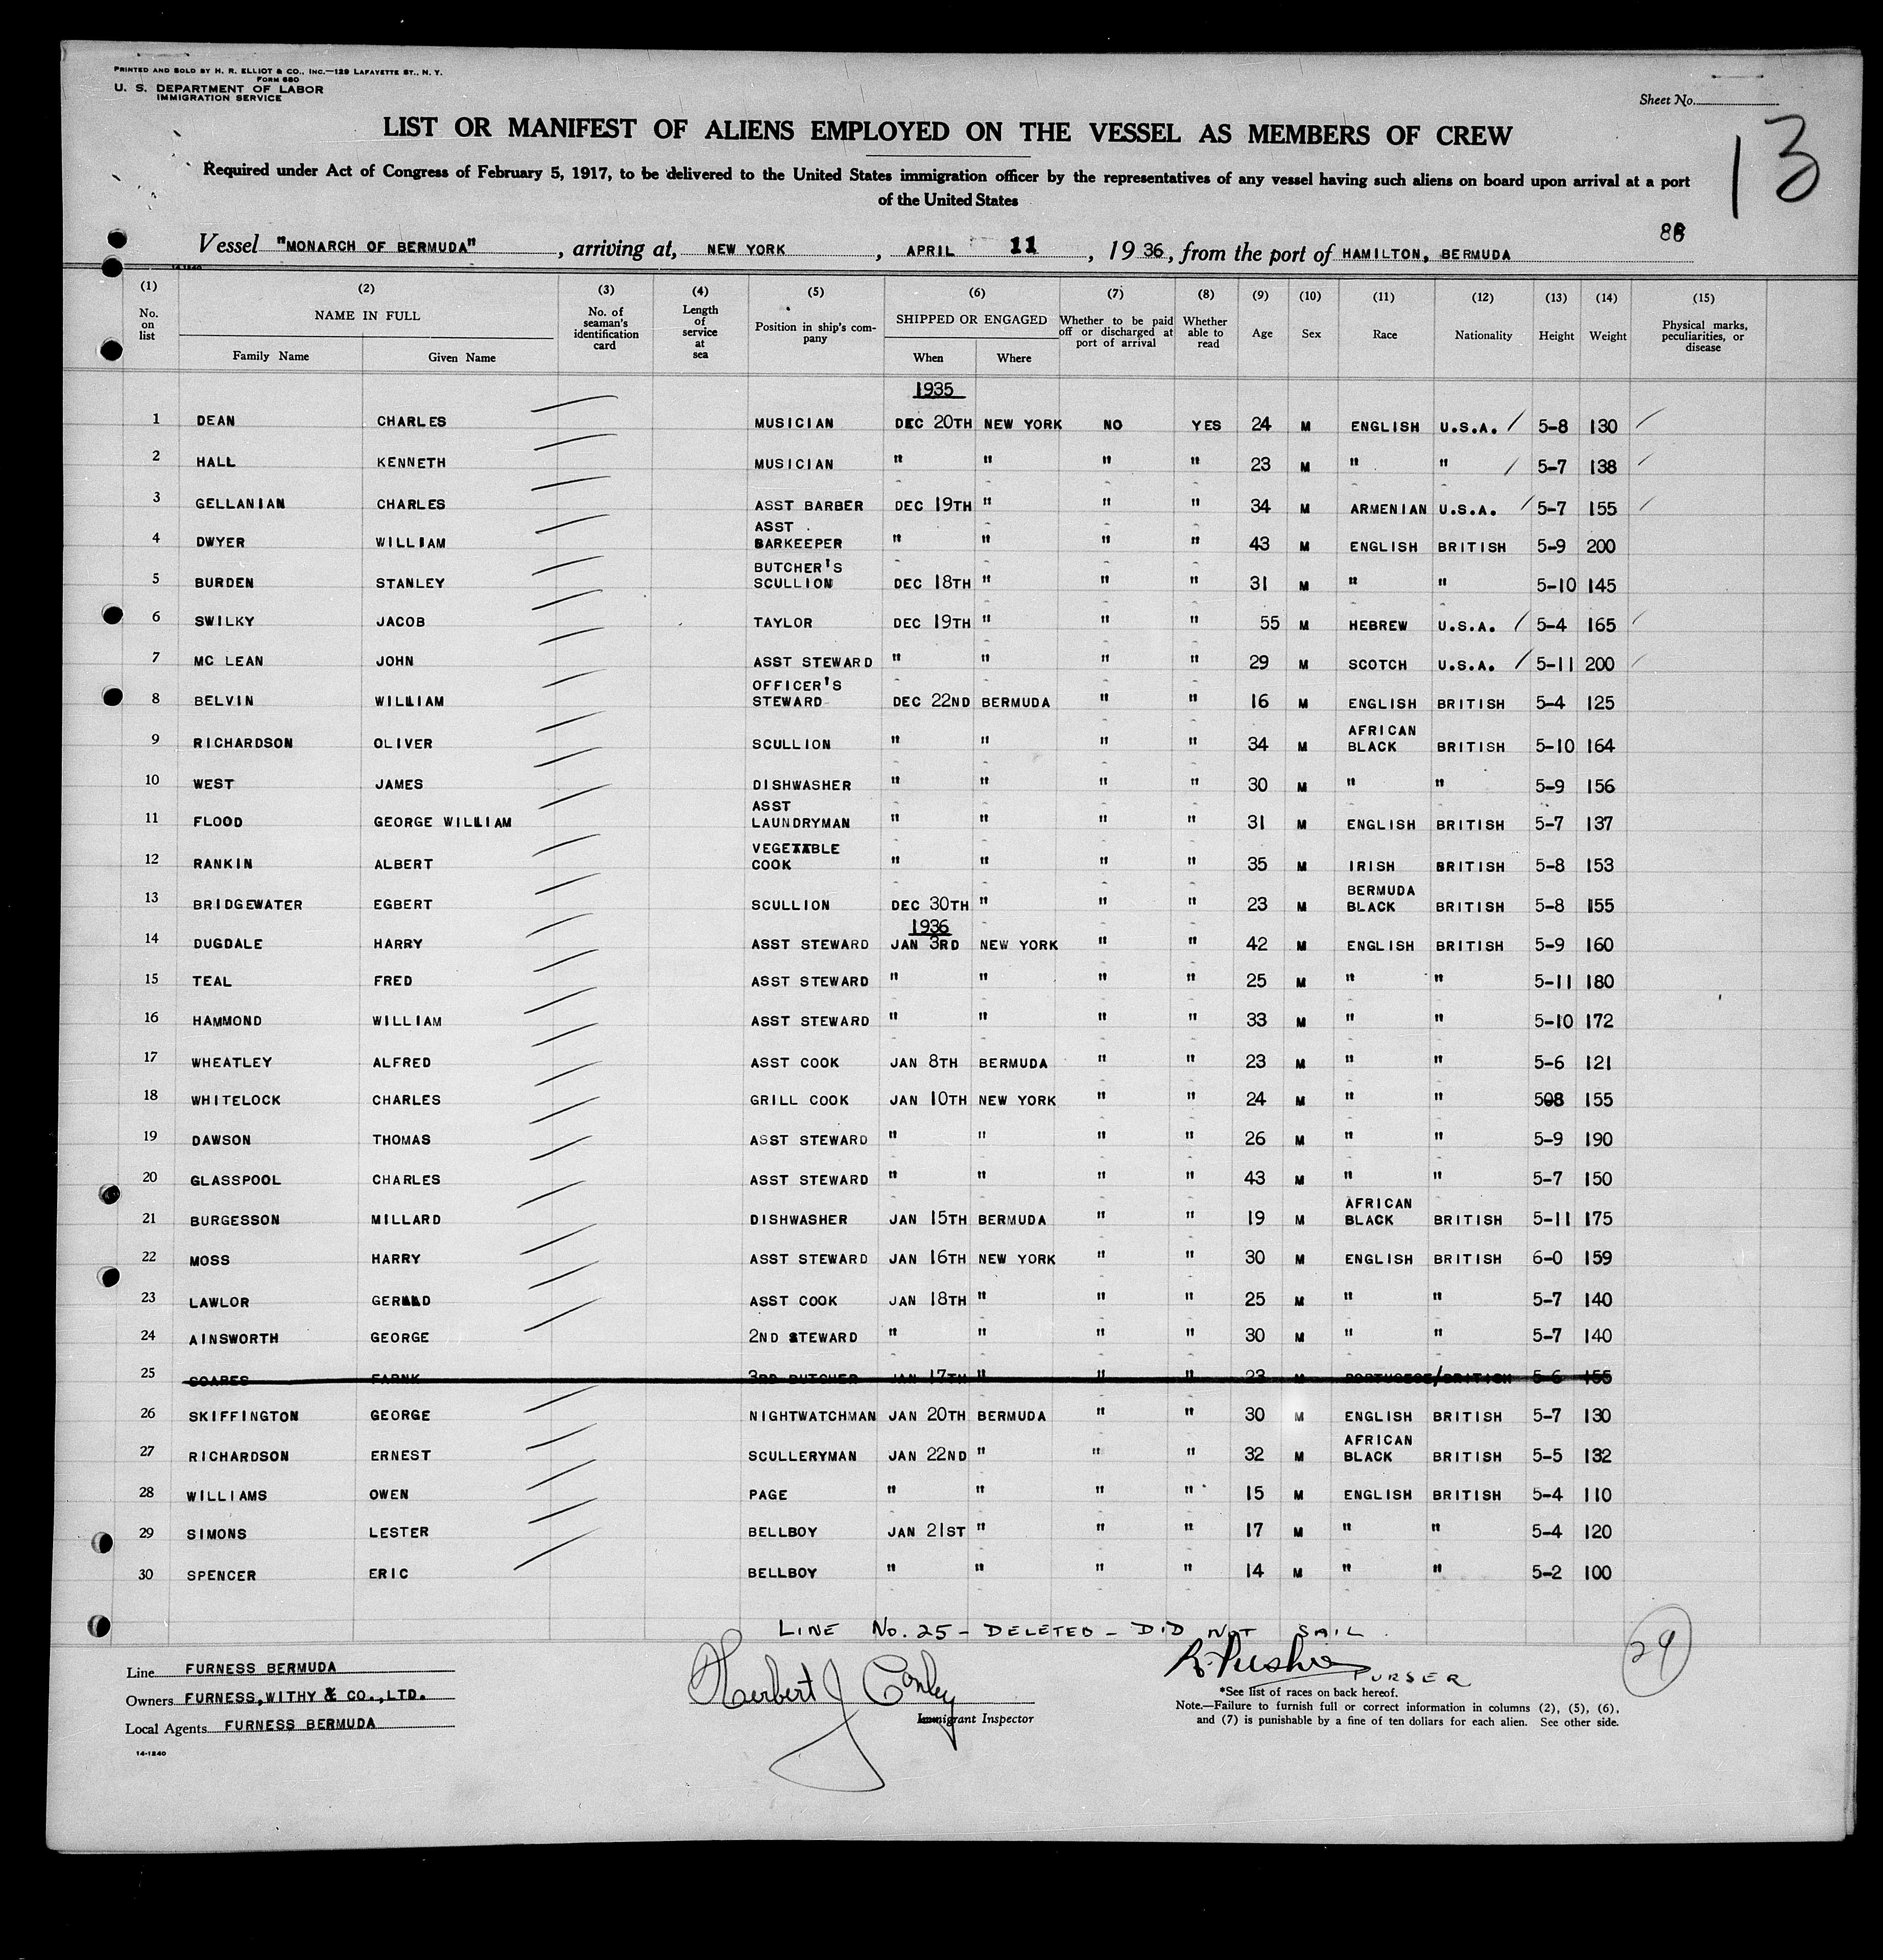 PRINTED AND SOLD BY H. R. ELLIOT & CO., INC.—129 LAFAYETTE ST., N. Y.
FORM 680
U. S. DEPARTMENT OF LABOR
IMMIGRATION SERVICE
Sheet No.
13
LIST OR MANIFEST OF ALIENS EMPLOYED ON THE VESSEL AS MEMBERS OF CREW
Required under Act of Congress of February 5, 1917, to be delivered to the United States immigration officer by the representatives of any vessel having such aliens on board upon arrival at a port
of the United States
Vessel "MONARCH OF BERMUDA", arriving at, NEW YORK, APRIL 11, 1936, from the port of HAMILTON, BERMUDA
14-1240
(1) No. on list (2) NAME IN FULL Family Name Given Name (3) No. of seaman's identification card (4) Length of service at sea (5) Position in ship's company (6) SHIPPED OR ENGAGED When Where (7) Whether to be paid off or discharged at port of arrival (8) Whether able to read (9) Age (10) Sex (11) Race (12) Nationality (13) Height (14) Weight (15) Physical marks, peculiarities, or disease
1935
1 DEAN CHARLES MUSICIAN DEC 20TH NEW YORK NO YES 24 M ENGLISH U.S.A. 5-8 130
2 HALL KENNETH MUSICIAN " " " " 23 M " " 5-7 138
3 GELLANIAN CHARLES ASST BARBER DEC 19TH " " " 34 M ARMENIAN U.S.A. 5-7 155
4 DWYER WILLIAM ASST BARKEEPER " " " " 43 M ENGLISH BRITISH 5-9 200
5 BURDEN STANLEY BUTCHER'S SCULLION DEC 18TH " " " 31 M " " 5-10 145
6 SWILKY JACOB TAYLOR DEC 19TH " " " 55 M HEBREW U.S.A. 5-4 165
7 MC LEAN JOHN ASST STEWARD " " " " 29 M SCOTCH U.S.A. 5-11 200
8 BELVIN WILLIAM OFFICER'S STEWARD DEC 22ND BERMUDA " " 16 M ENGLISH BRITISH 5-4 125
9 RICHARDSON OLIVER SCULLION " " " " 34 M AFRICAN BLACK BRITISH 5-10 164
10 WEST JAMES DISHWASHER " " " " 30 M " " 5-9 156
11 FLOOD GEORGE WILLIAM ASST LAUNDRYMAN " " " " 31 M ENGLISH BRITISH 5-7 137
12 RANKIN ALBERT VEGETABLE COOK " " " " 35 M IRISH BRITISH 5-8 153
13 BRIDGEWATER EGBERT SCULLION DEC 30TH " " " 23 M BERMUDA BLACK BRITISH 5-8 155
1936
14 DUGDALE HARRY ASST STEWARD JAN 3RD NEW YORK " " 42 M ENGLISH BRITISH 5-9 160
15 TEAL FRED ASST STEWARD " " " " 25 M " " 5-11 180
16 HAMMOND WILLIAM ASST STEWARD " " " " 33 M " " 5-10 172
17 WHEATLEY ALFRED ASST COOK JAN 8TH BERMUDA " " 23 M " " 5-6 121
18 WHITELOCK CHARLES GRILL COOK JAN 10TH NEW YORK " " 24 M " " 508 155
19 DAWSON THOMAS ASST STEWARD " " " " 26 M " " 5-9 190
20 GLASSPOOL CHARLES ASST STEWARD " " " " 43 M " " 5-7 150
21 BURGESSON MILLARD DISHWASHER JAN 15TH BERMUDA " " 19 M AFRICAN BLACK BRITISH 5-11 175
22 MOSS HARRY ASST STEWARD JAN 16TH NEW YORK " " 30 M ENGLISH BRITISH 6-0 159
23 LAWLOR GERALD ASST COOK JAN 18TH " " " 25 M " " 5-7 140
24 AINSWORTH GEORGE 2ND STEWARD " " " " 30 M " " 5-7 140
25 SOARES FARNK 3RD BUTCHER JAN 17TH " " " 23 M PORTUGESE/BRITISH 5-6 155
26 SKIFFINGTON GEORGE NIGHTWATCHMAN JAN 20TH BERMUDA " " 30 M ENGLISH BRITISH 5-7 130
27 RICHARDSON ERNEST SCULLERYMAN JAN 22ND " " " 32 M AFRICAN BLACK BRITISH 5-5 132
28 WILLIAMS OWEN PAGE " " " " 15 M ENGLISH BRITISH 5-4 110
29 SIMONS LESTER BELLBOY JAN 21ST " " " 17 M " " 5-4 120
30 SPENCER ERIC BELLBOY " " " " 14 M " " 5-2 100
LINE No. 25 - DELETED - DID NOT SAIL.
Line FURNESS BERMUDA
Owners FURNESS, WITHY & CO., LTD.
Local Agents FURNESS BERMUDA
14-1240
Herbert J Conley
Immigrant Inspector
PURSER
29
*See list of races on back hereof.
Note.—Failure to furnish full or correct information in columns (2), (5), (6),
and (7) is punishable by a fine of ten dollars for each alien. See other side.